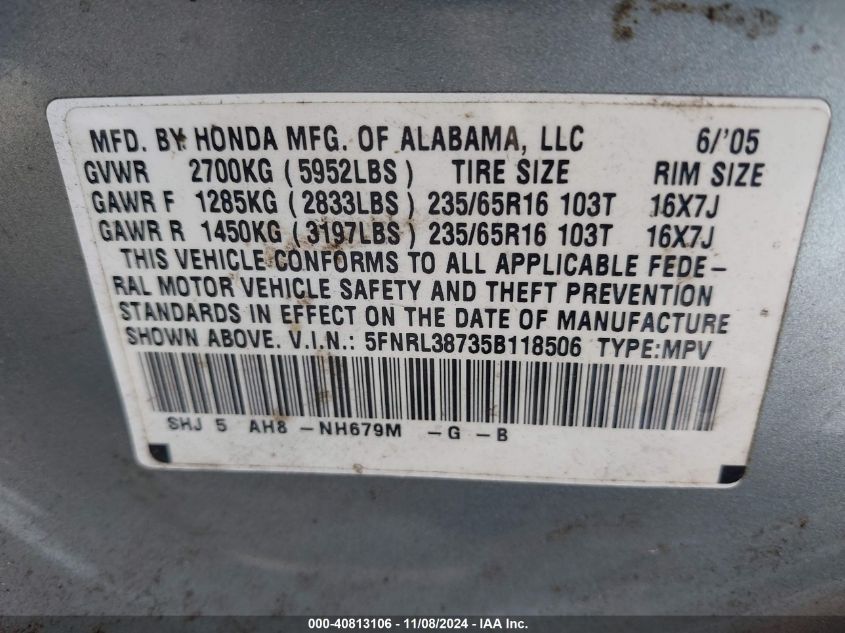 MFD. BY HONDA MFG. OF ALABAMA, LLC 6/'05
GVWR 2700KG (5952LBS) TIRE SIZE RIM SIZE
GAWR F 1285KG (2833LBS) 235/65R16 103T 16X7J
GAWR R 1450KG (3197LBS) 235/65R16 103T 16X7J
THIS VEHICLE CONFORMS TO ALL APPLICABLE FEDE-
RAL MOTOR VEHICLE SAFETY AND THEFT PREVENTION
STANDARDS IN EFFECT ON THE DATE OF MANUFACTURE
SHOWN ABOVE. V.I.N.: 5FNRL38735B118506 TYPE:MPV
SHJ 5 AH8 -NH679M -G -B
000-40813106 - 11/08/2024 - IAA Inc.